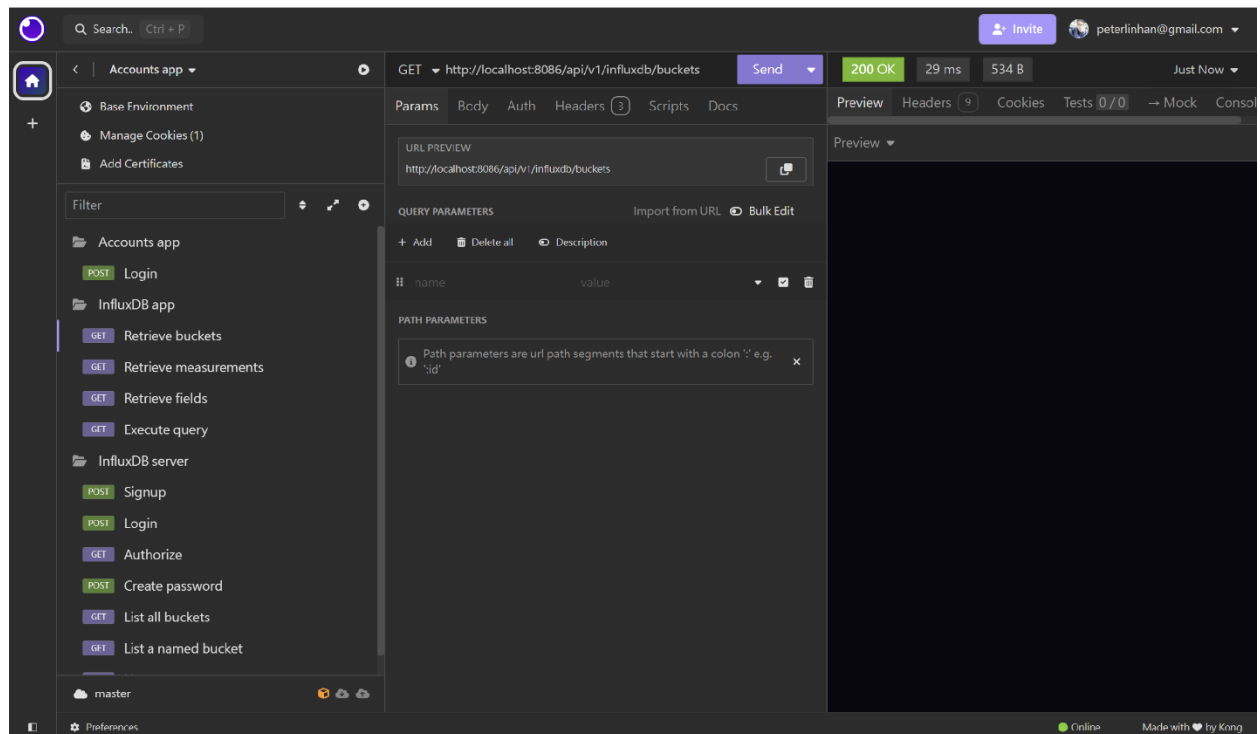 Search.. Ctrl + P
Invite
peterlinhan@gmail.com
Accounts app
Base Environment
Manage Cookies (1)
Add Certificates
Filter
Accounts app
POST Login
InfluxDB app
GET Retrieve buckets
GET Retrieve measurements
GET Retrieve fields
GET Execute query
InfluxDB server
POST Signup
POST Login
GET Authorize
POST Create password
GET List all buckets
GET List a named bucket
master
GET http://localhost:8086/api/v1/influxdb/buckets Send
Params Body Auth Headers 3 Scripts Docs
URL PREVIEW
http://localhost:8086/api/v1/influxdb/buckets
QUERY PARAMETERS Import from URL Bulk Edit
+ Add Delete all Description
name value
PATH PARAMETERS
Path parameters are url path segments that start with a colon ':' e.g.
':id'
200 OK 29 ms 534 B Just Now
Preview Headers 9 Cookies Tests 0 / 0 → Mock Consol
Preview
Preferences
Online Made with ♥ by Kong